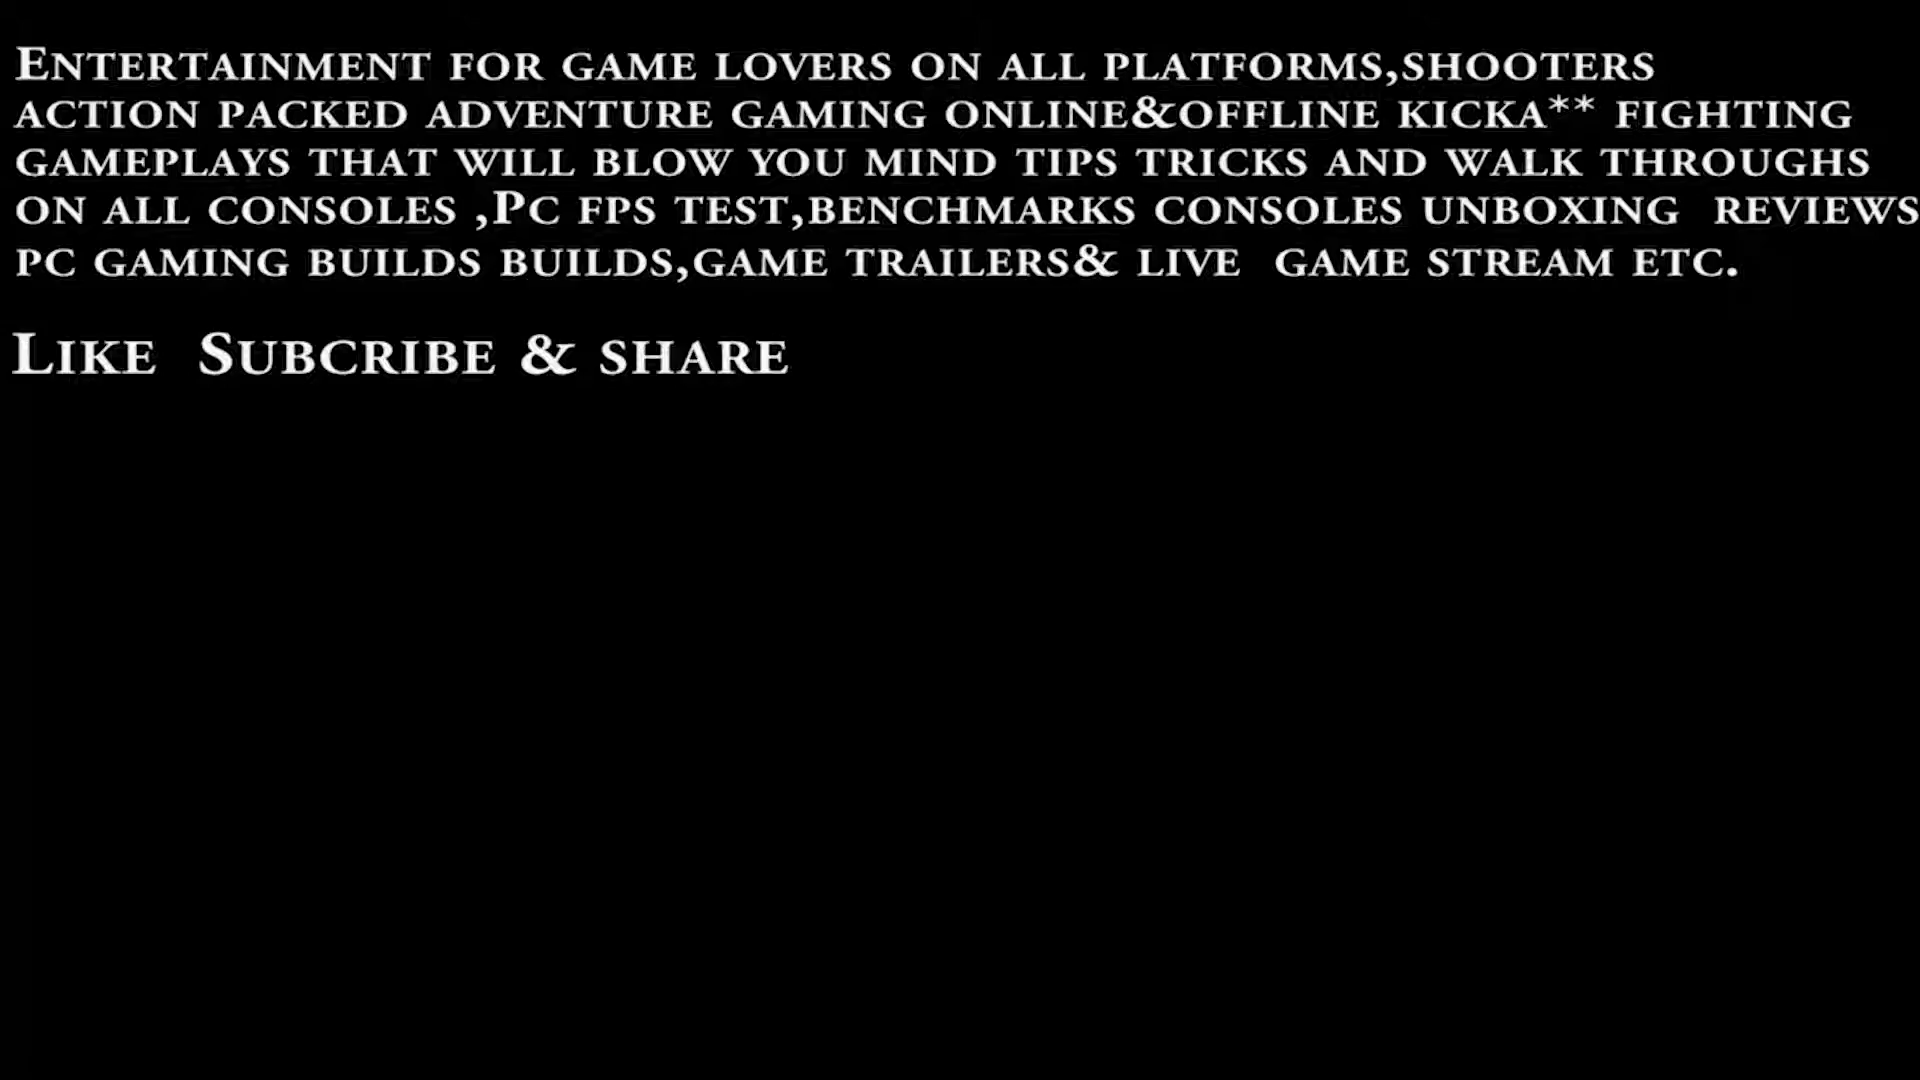 Entertainment for game lovers on all platforms,shooters
action packed adventure gaming online&offline kicka** fighting
gameplays that will blow you mind tips tricks and walk throughs
on all consoles ,Pc fps test,benchmarks consoles unboxing  reviews
pc gaming builds builds,game trailers& live  game stream etc.
Like  Subcribe & share